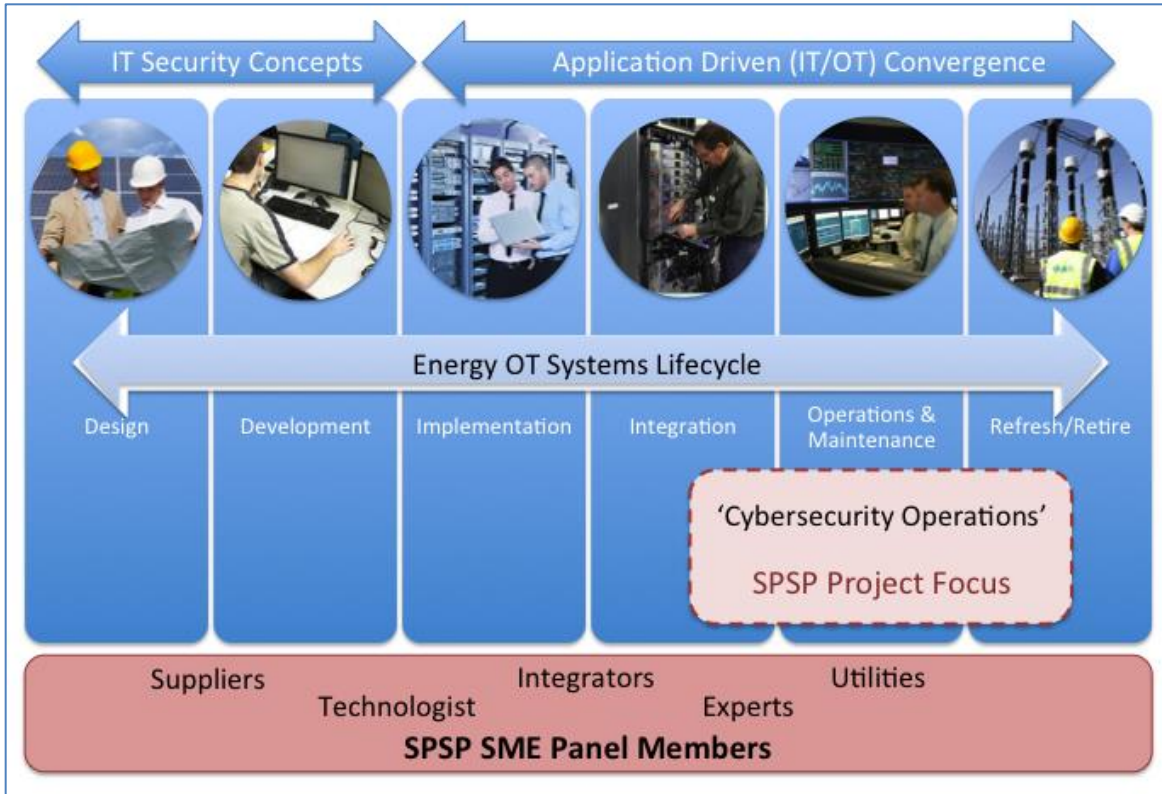 IT Security Concepts
Application Driven (IT/OT) Convergence
Energy OT Systems Lifecycle
Design
Development
Implementation
Integration
Operations &
Maintenance
Refresh/Retire
‘Cybersecurity Operations’
SPSP Project Focus
Suppliers
Integrators
Utilities
Technologist
Experts
SPSP SME Panel Members